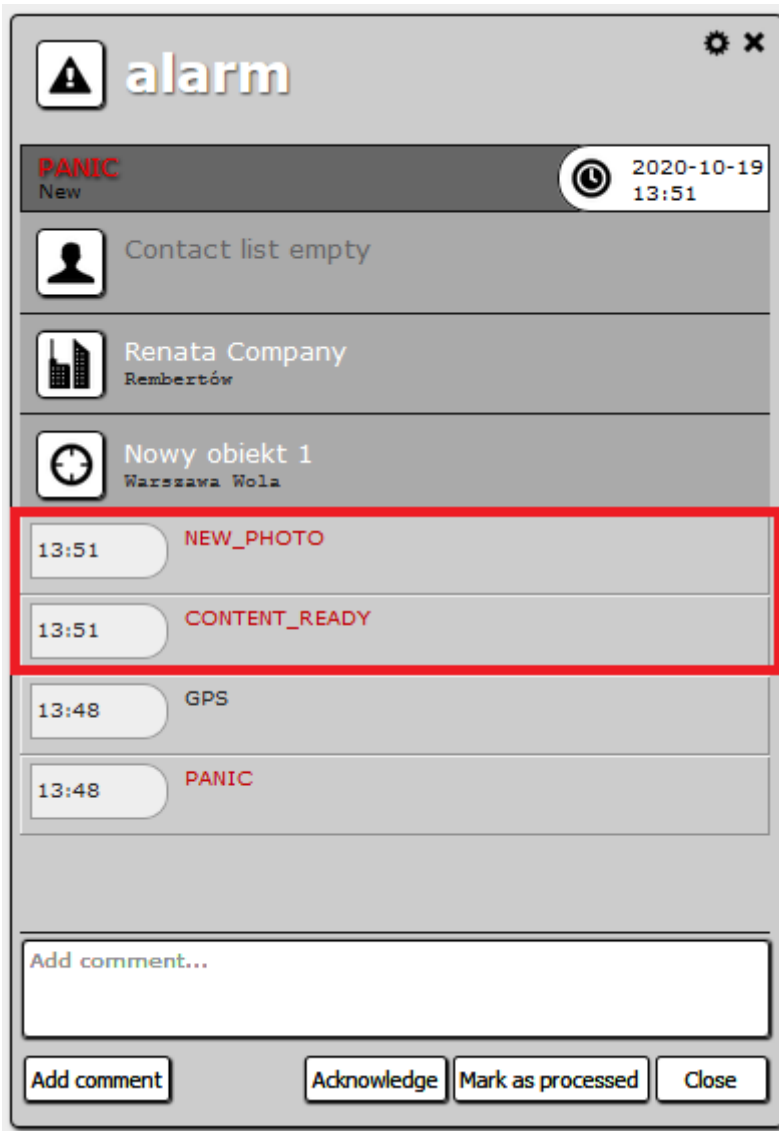 alarm
PANIC
New
2020-10-19
13:51
Contact list empty
Renata Company
Rembertów
Nowy obiekt 1
Warszawa Wola
13:51
NEW_PHOTO
13:51
CONTENT_READY
13:48
GPS
13:48
PANIC
Add comment...
Add comment
Acknowledge
Mark as processed
Close